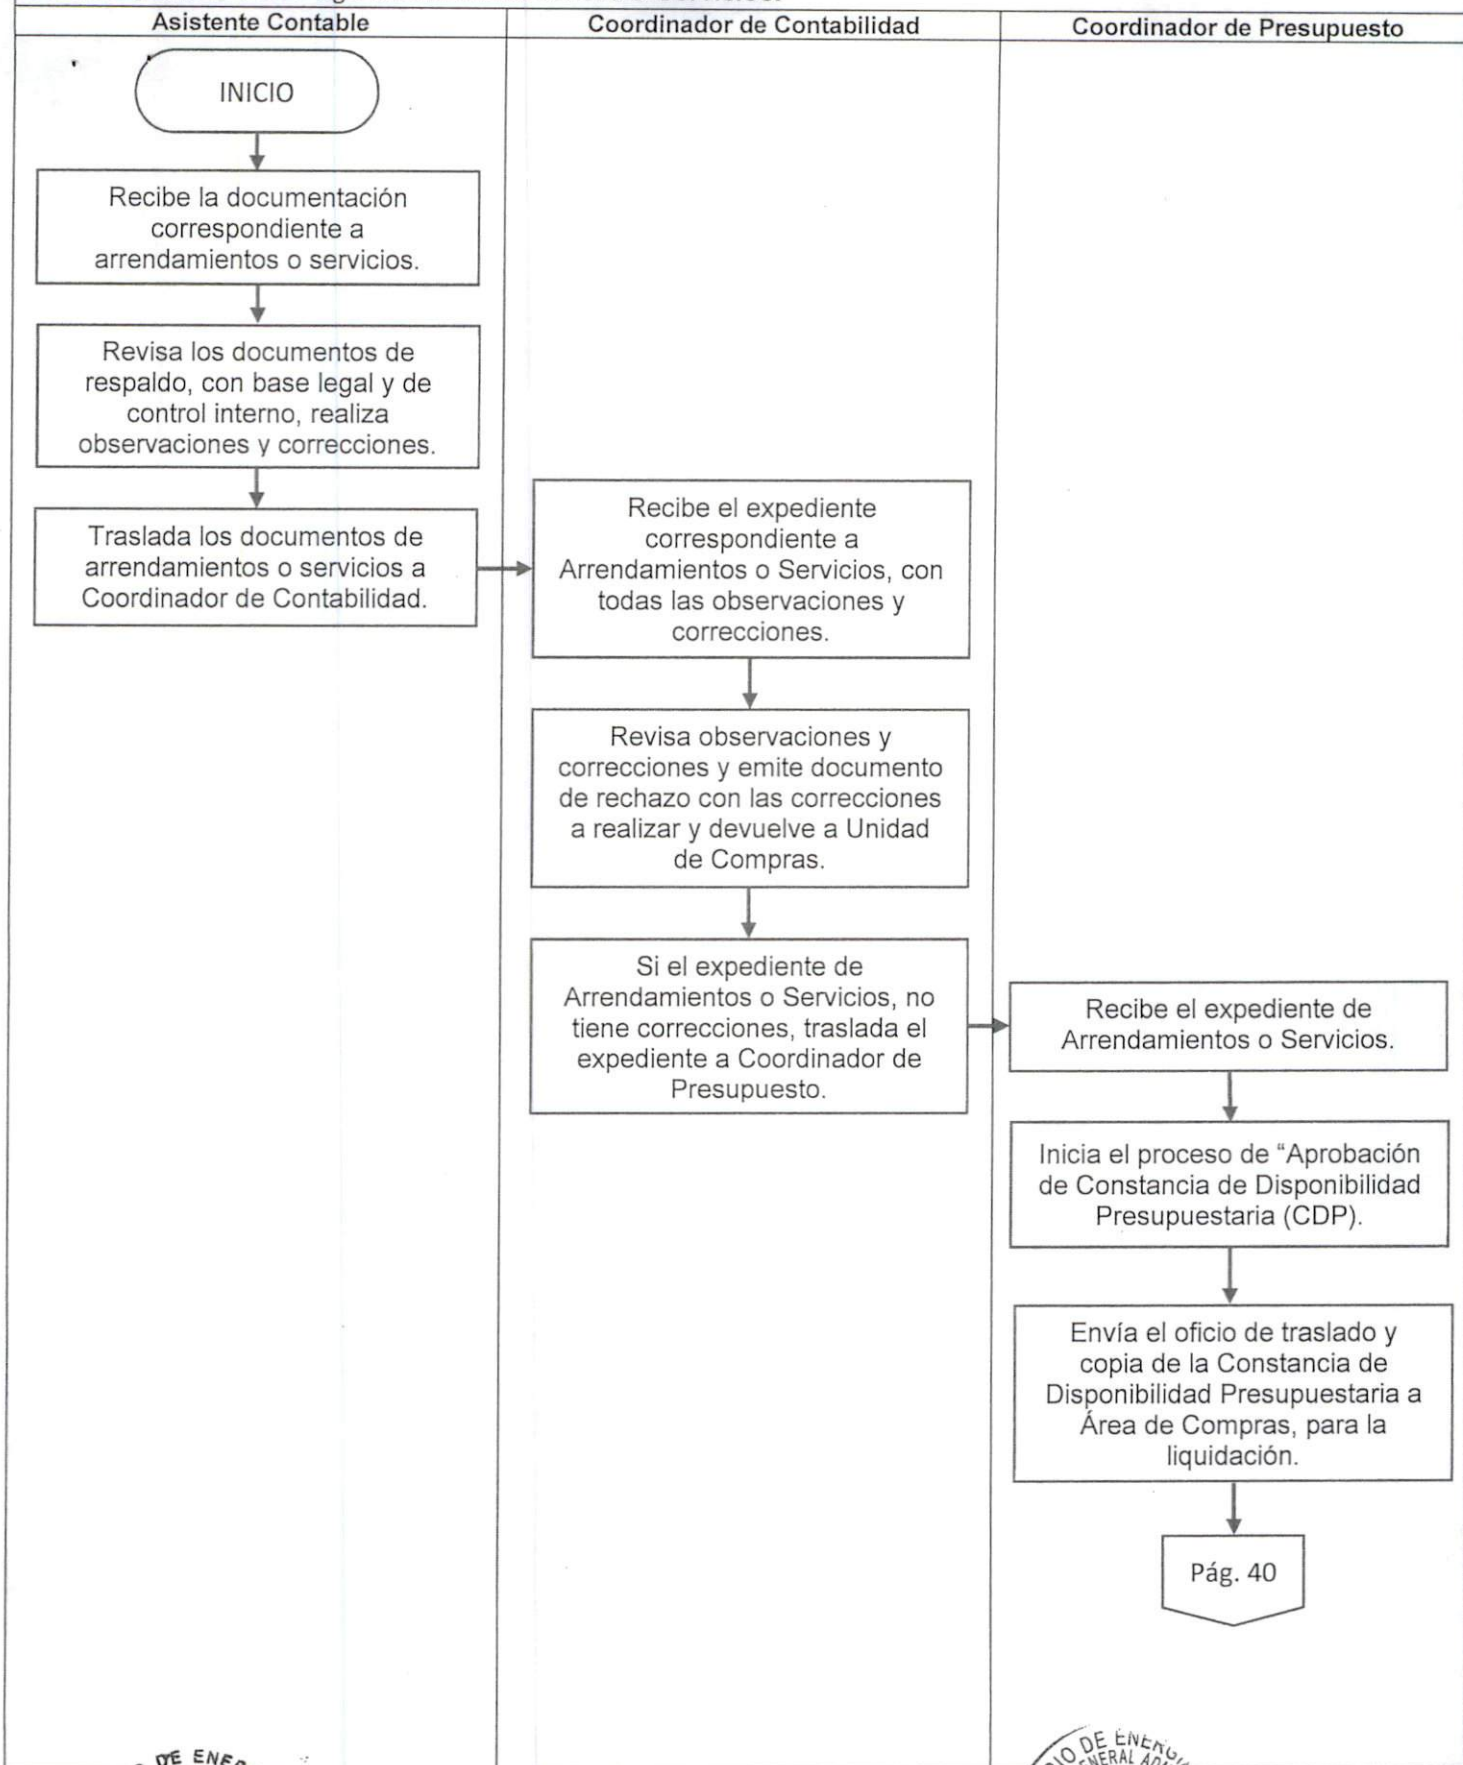 Asistente Contable
Coordinador de Contabilidad
Coordinador de Presupuesto
INICIO
Recibe la documentación
correspondiente a
arrendamientos o servicios.
Revisa los documentos de
respaldo, con base legal y de
control interno, realiza
observaciones y correcciones.
Traslada los documentos de
arrendamientos o servicios a
Coordinador de Contabilidad.
Recibe el expediente
correspondiente a
Arrendamientos o Servicios, con
todas las observaciones y
correcciones.
Revisa observaciones y
correcciones y emite documento
de rechazo con las correcciones
a realizar y devuelve a Unidad
de Compras.
Si el expediente de
Arrendamientos o Servicios, no
tiene correcciones, traslada el
expediente a Coordinador de
Presupuesto.
Recibe el expediente de
Arrendamientos o Servicios.
Inicia el proceso de “Aprobación
de Constancia de Disponibilidad
Presupuestaria (CDP).
Envía el oficio de traslado y
copia de la Constancia de
Disponibilidad Presupuestaria a
Área de Compras, para la
liquidación.
Pág. 40
DE
DE